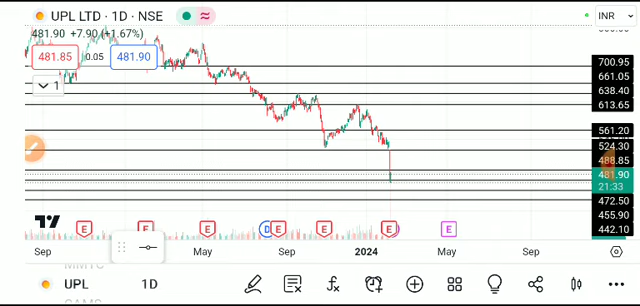 UPL LTD · 1D · NSE
INR
481.90 +7.90 (+1.67%)
481.85 0.05 481.90
1
700.95
661.05
638.40
613.65
561.20
524.30
488.85
481.90
21:33
472.50
455.90
442.10
E E E D E E E E
Sep May Sep 2024 May Sep
UPL 1D